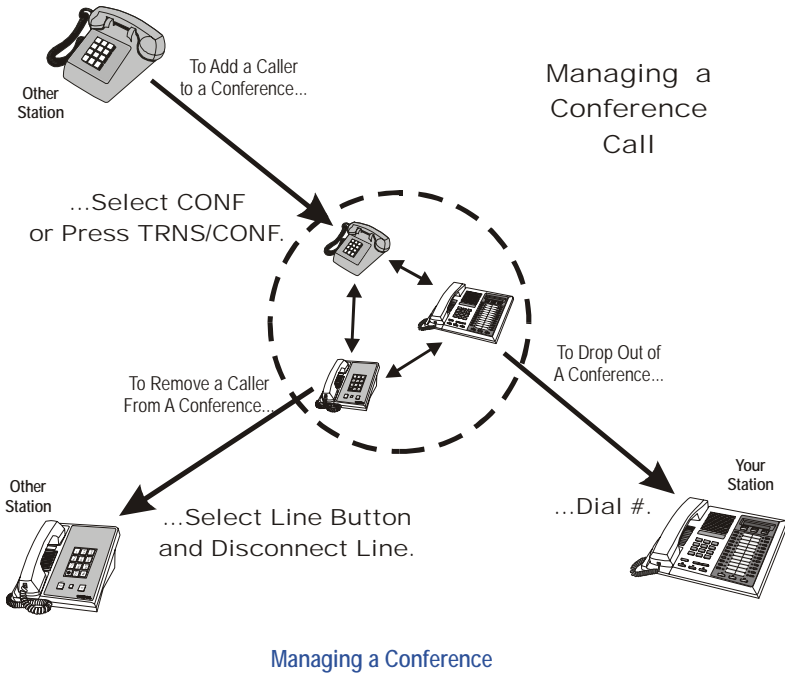 To Add a Caller
to a Conference...
Other
Station
Managing a
Conference
Call
...Select CONF
or Press TRNS/CONF.
To Drop Out of
A Conference...
To Remove a Caller
From A Conference...
Other
Station
...Select Line Button
and Disconnect Line.
...Dial #.
Your
Station
Managing a Conference